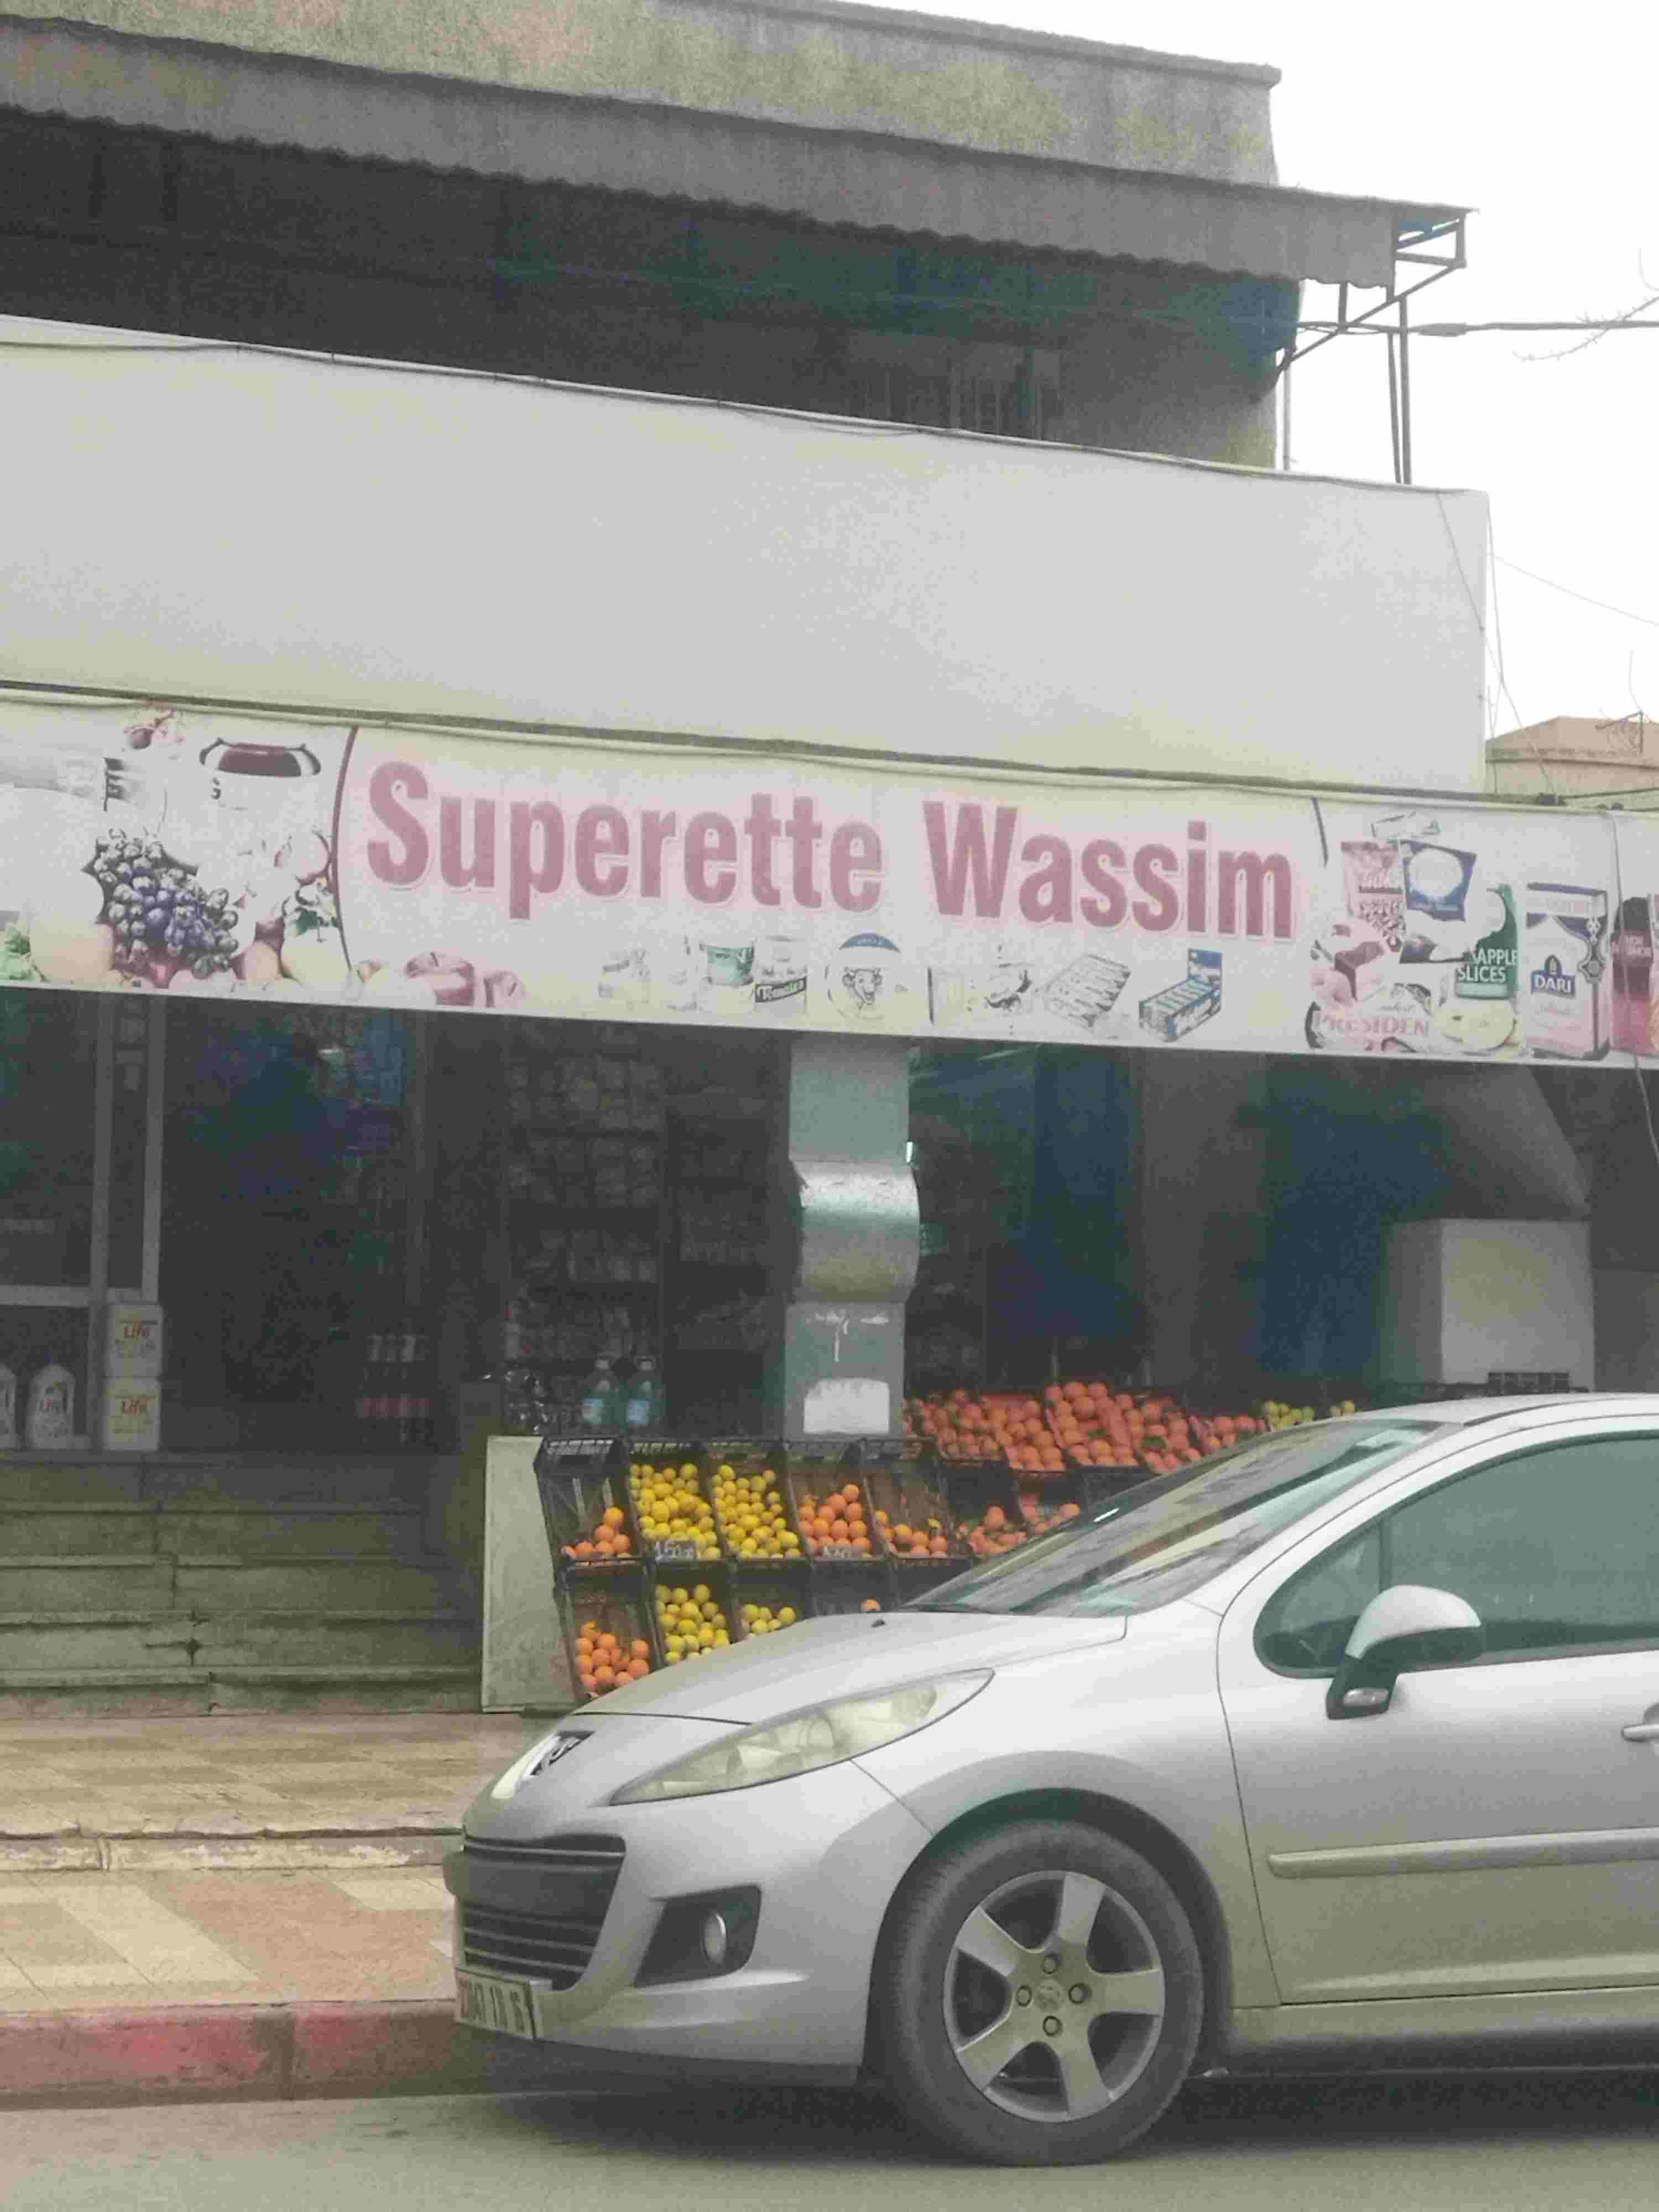 Superette Wassim
APPLE
SLICES
DARI
PRESIDEN
Life
Life